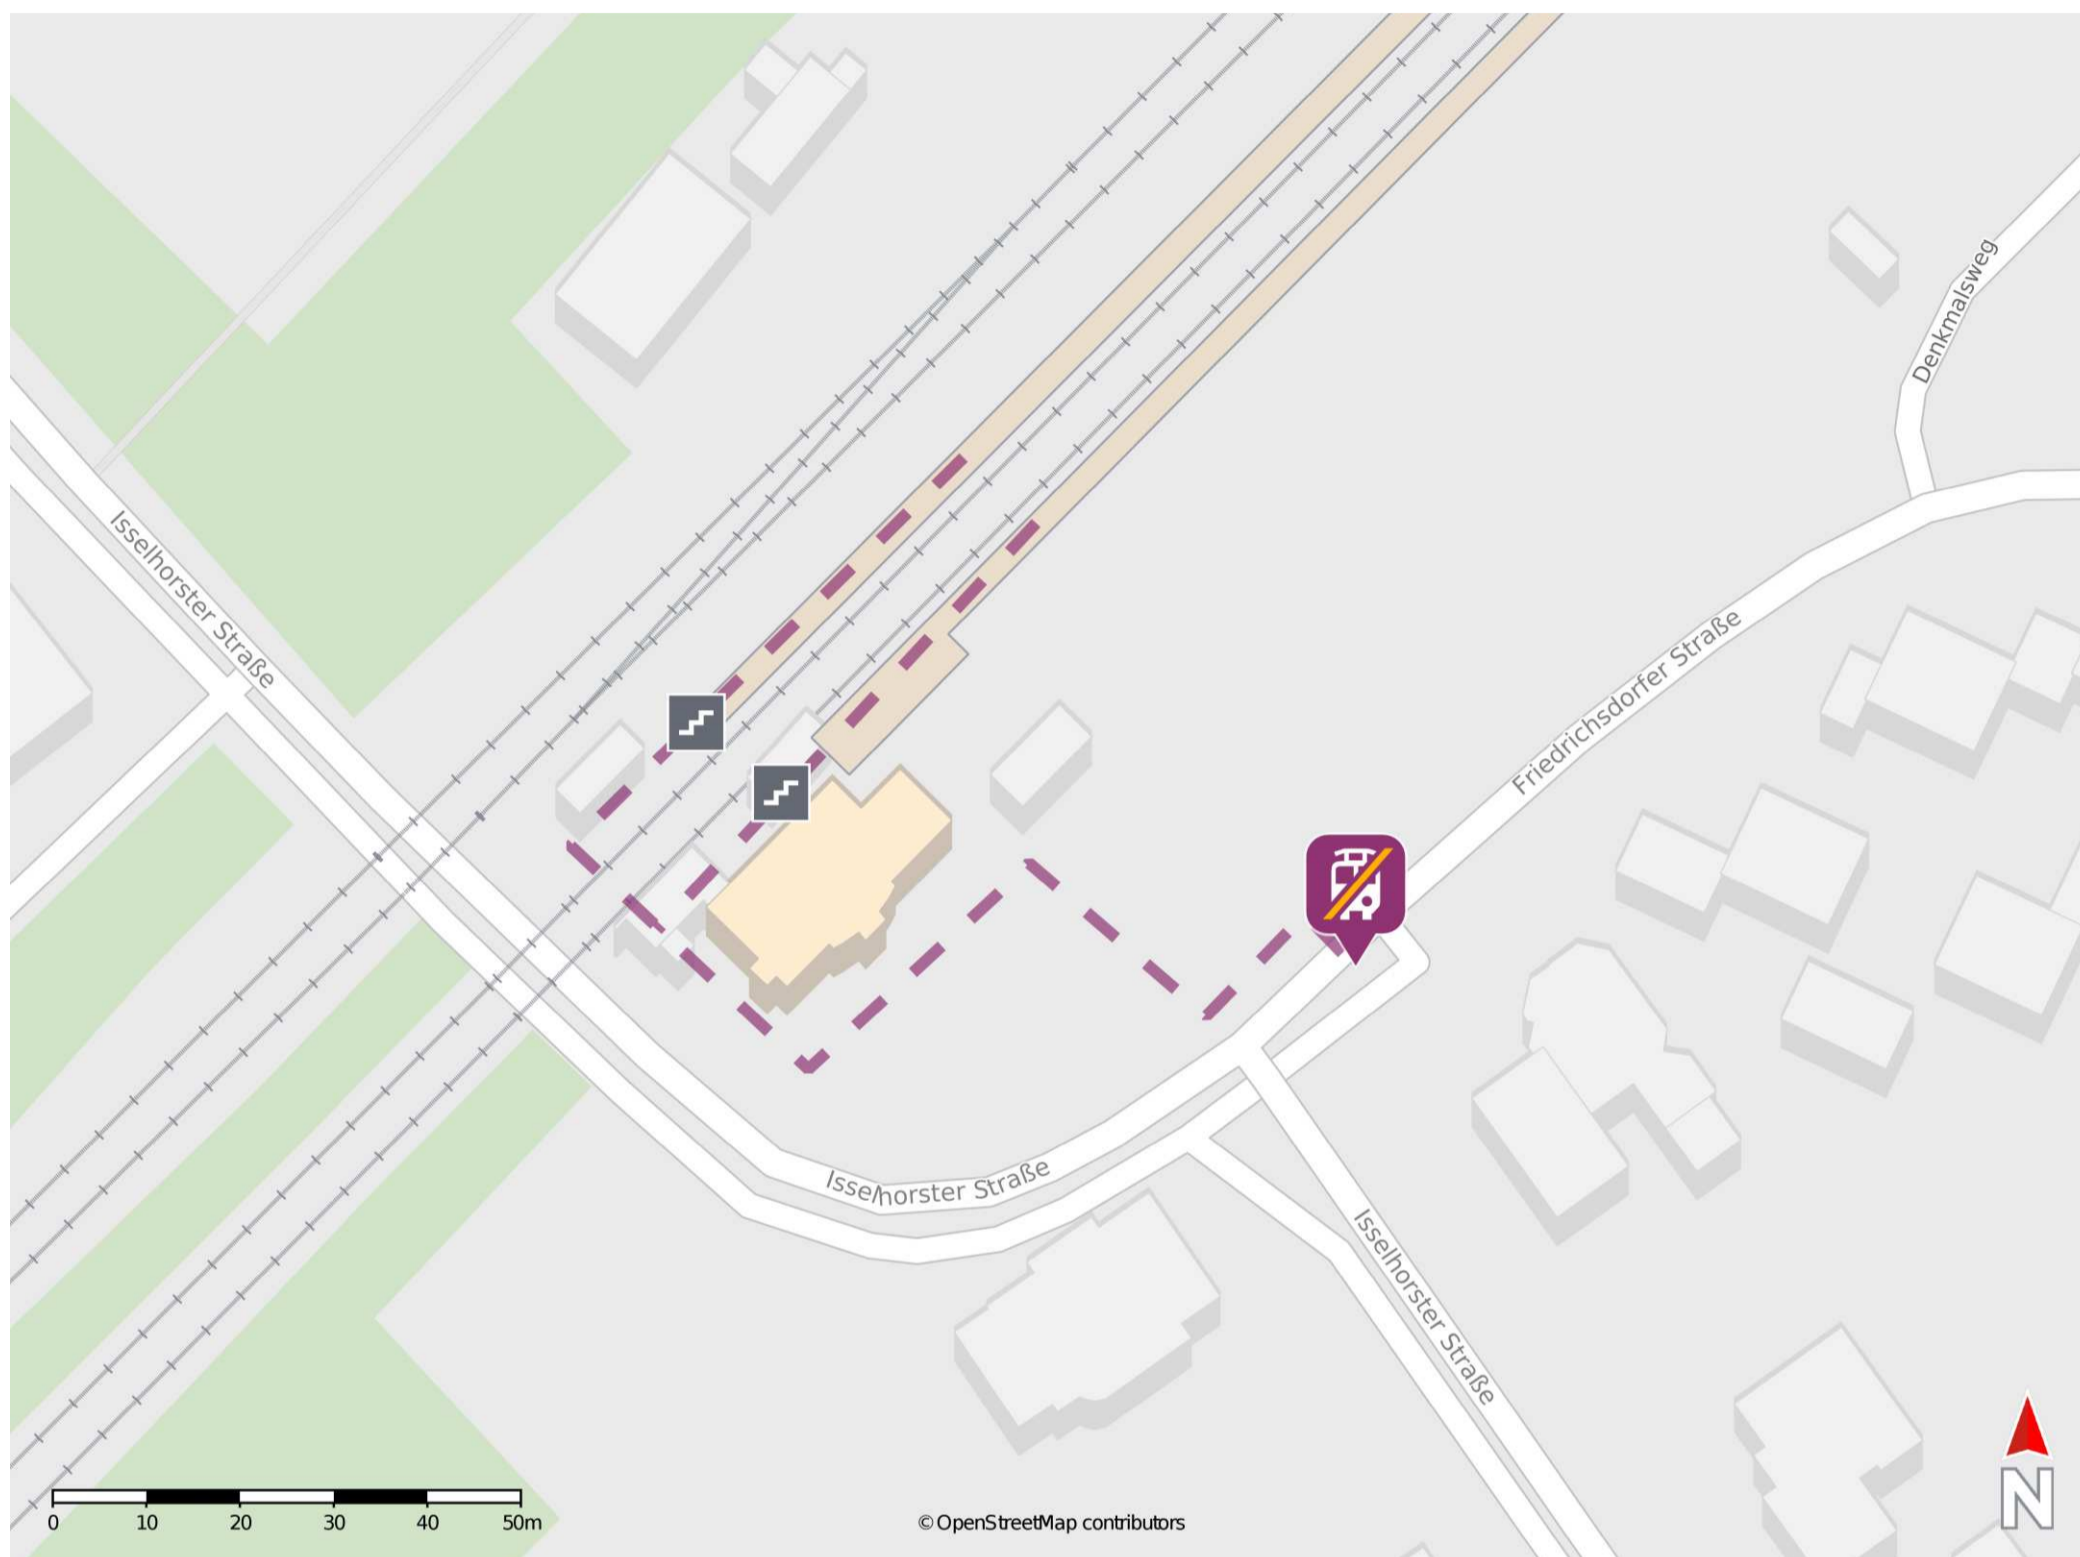 Denkmalsweg
Isselhorster Straße
Friedrichsdorfer Straße
Isselhorster Straße
Isselhorster Straße
N
0 10 20 30 40 50m
© OpenStreetMap contributors